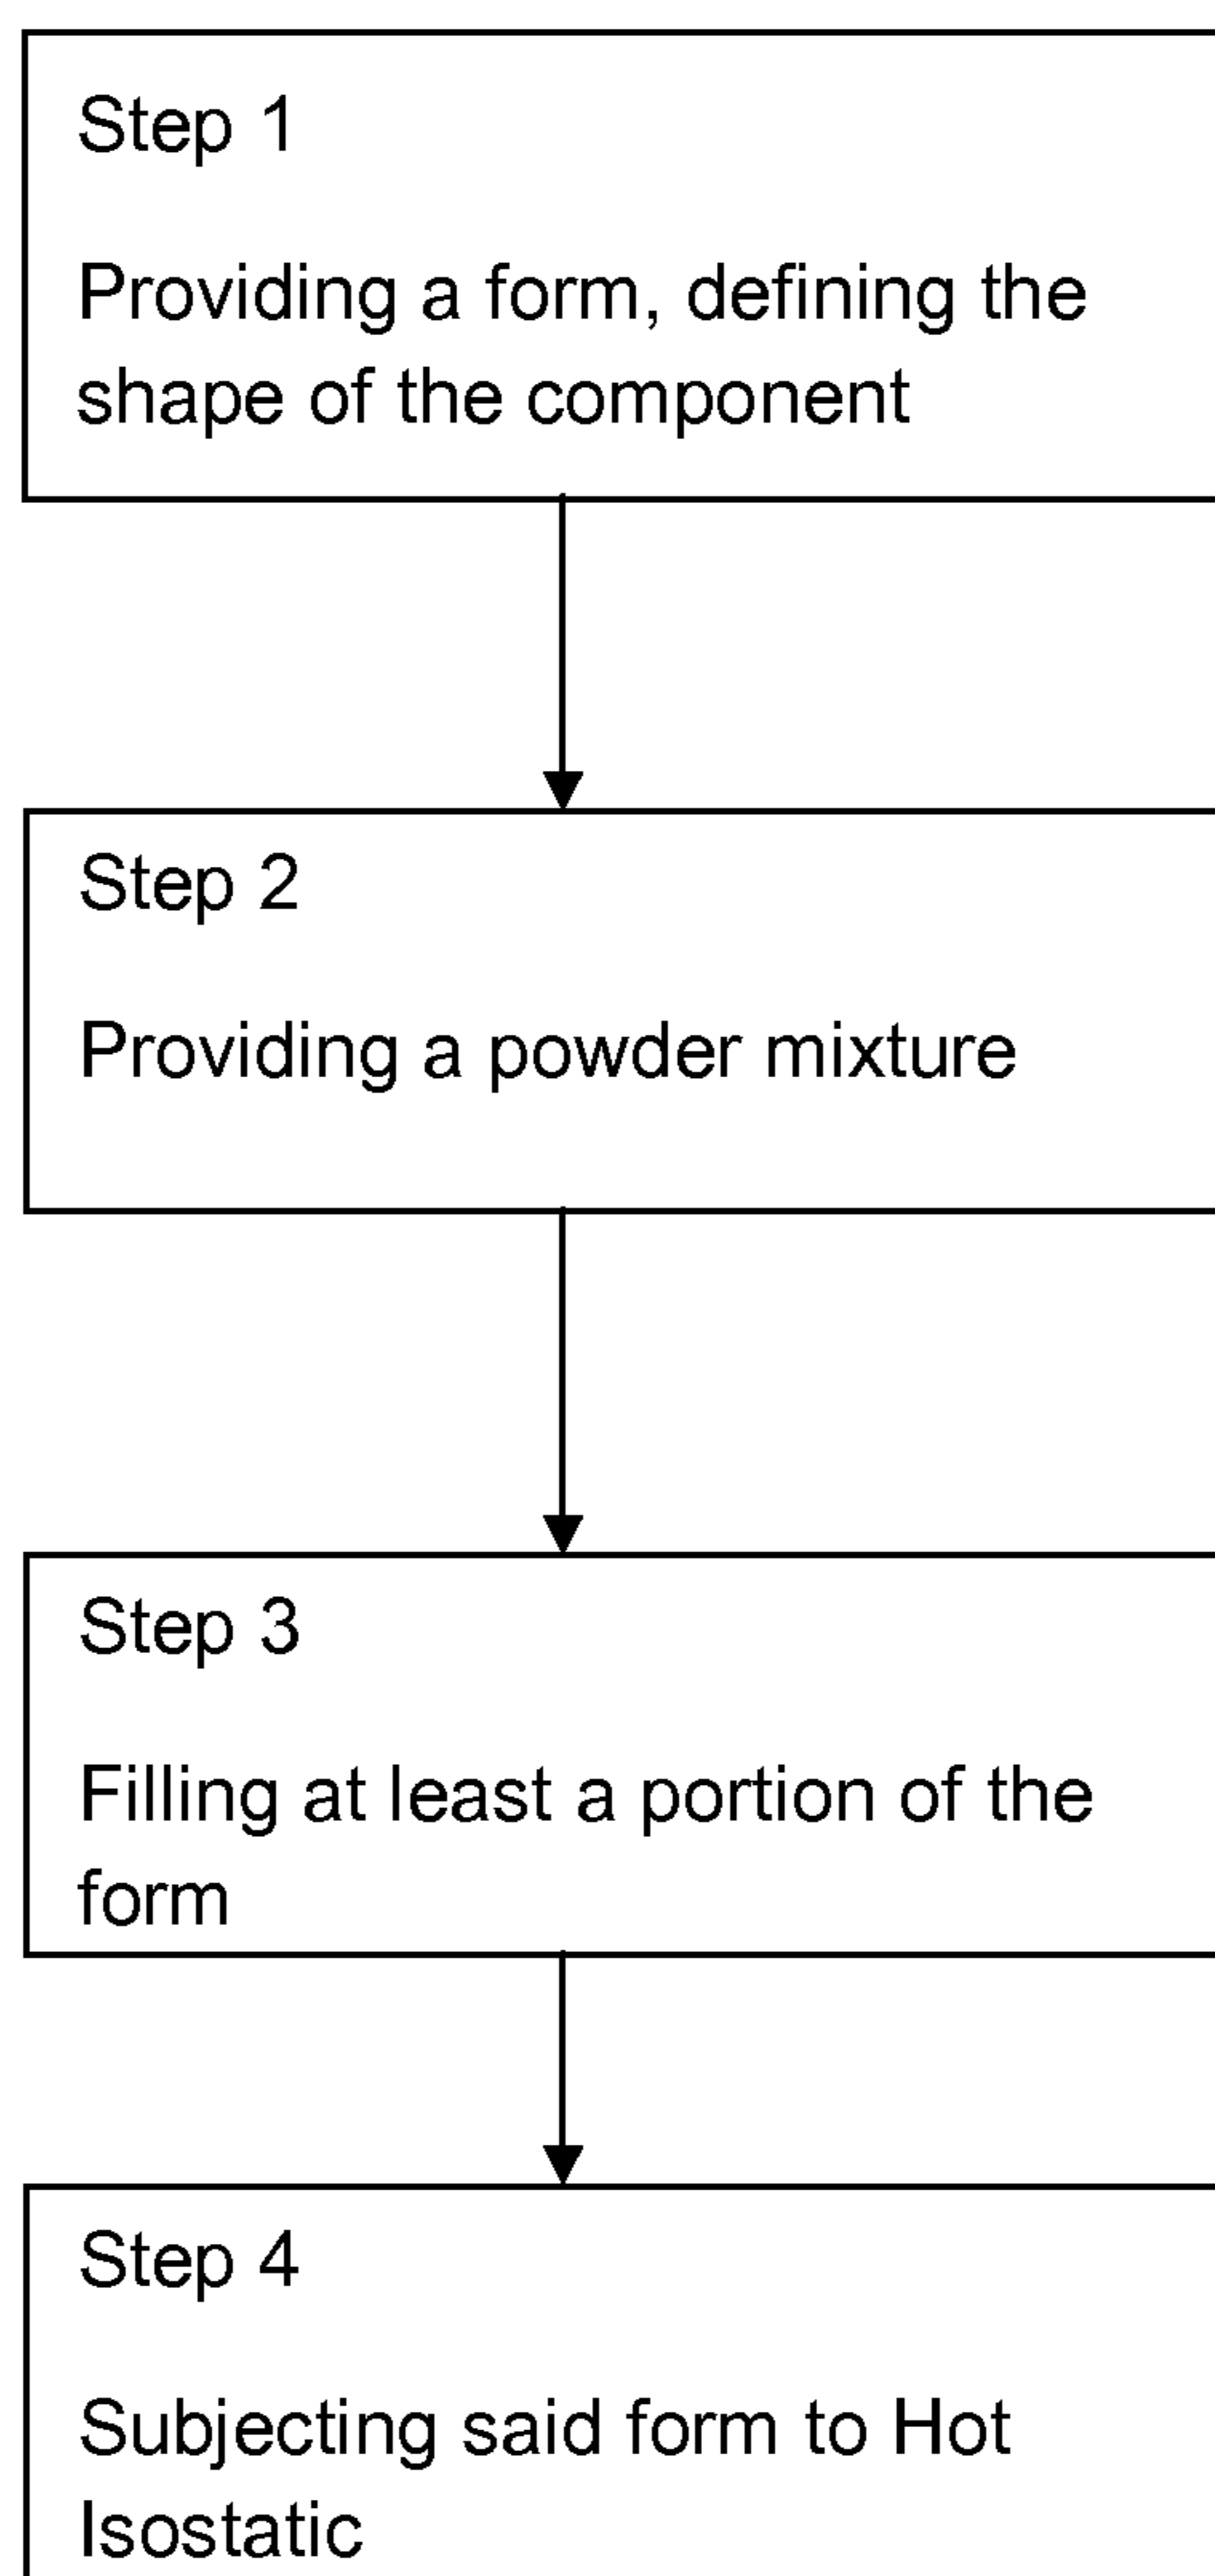 Step 1
Providing a form, defining the
shape of the component
Step 2
Providing a powder mixture
Step 3
Filling at least a portion of the
form
Step 4
Subjecting said form to Hot
Isostatic